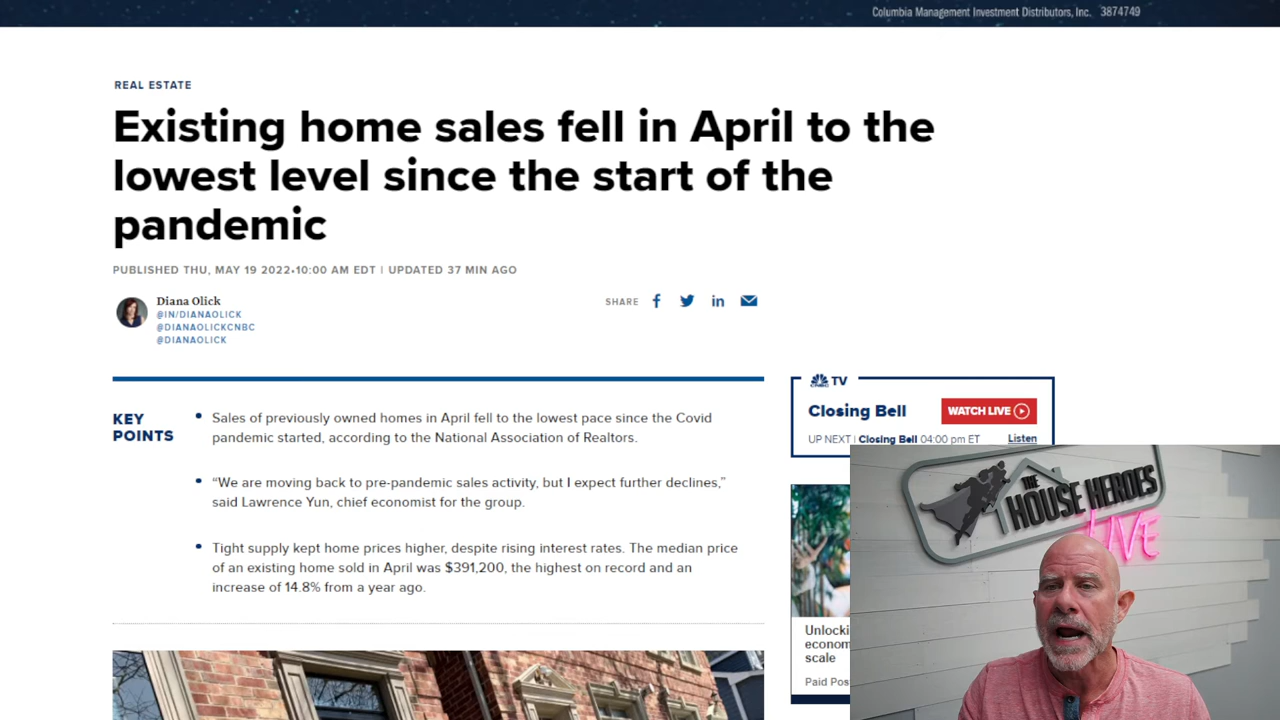 Columbia Management Investment Distributors, Inc. 3874749
REAL ESTATE
Existing home sales fell in April to the
lowest level since the start of the
pandemic
PUBLISHED THU, MAY 19 2022•10:00 AM EDT | UPDATED 37 MIN AGO
Diana Olick
@IN/DIANAOLICK
@DIANAOLICKCNBC
@DIANAOLICK
SHARE
KEY
POINTS
• Sales of previously owned homes in April fell to the lowest pace since the Covid
pandemic started, according to the National Association of Realtors.
• “We are moving back to pre-pandemic sales activity, but I expect further declines,”
said Lawrence Yun, chief economist for the group.
• Tight supply kept home prices higher, despite rising interest rates. The median price
of an existing home sold in April was $391,200, the highest on record and an
increase of 14.8% from a year ago.
TV
Closing Bell
WATCH LIVE
UP NEXT | Closing Bell 04:00 pm ET
Listen
Unlocki
econom
scale
Paid Pos
THE
HOUSE HEROES
LIVE